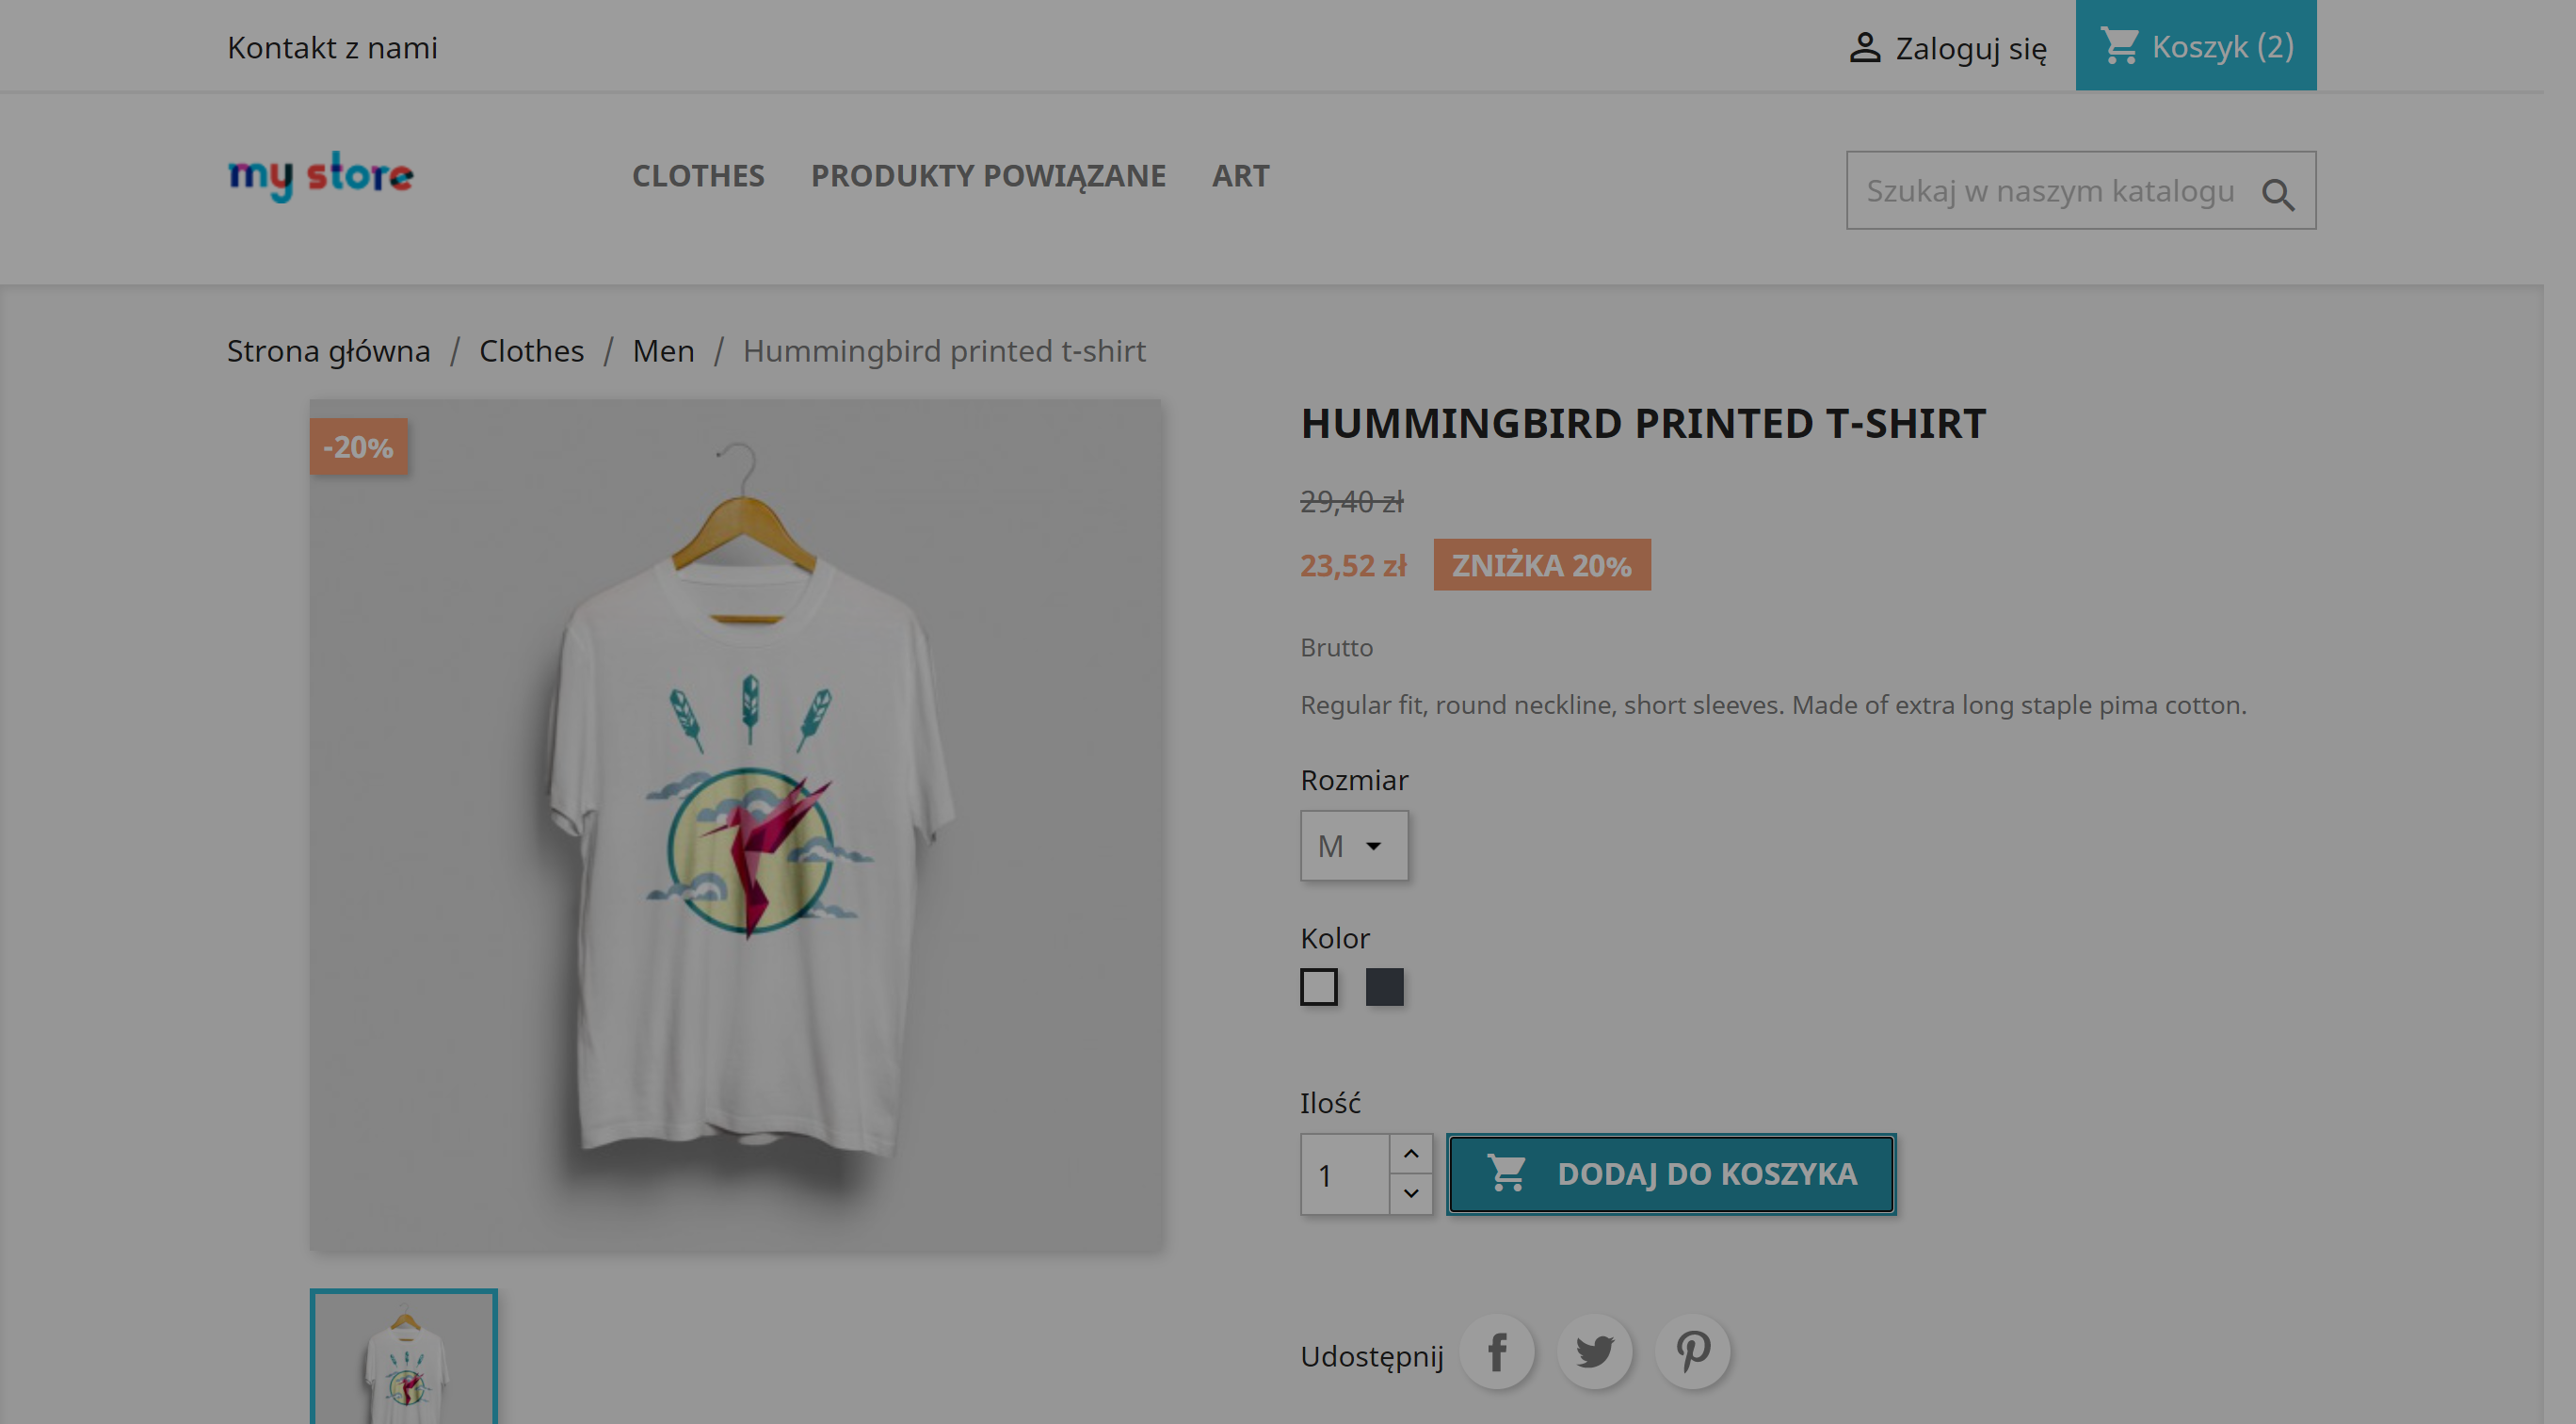 Kontakt z nami
Zaloguj się
Koszyk (2)
my store
CLOTHES
PRODUKTY POWIĄZANE
ART
Szukaj w naszym katalogu
Strona główna / Clothes / Men / Hummingbird printed t-shirt
-20%
HUMMINGBIRD PRINTED T-SHIRT
29,40 zł
23,52 zł
ZNIŻKA 20%
Brutto
Regular fit, round neckline, short sleeves. Made of extra long staple pima cotton.
Rozmiar
M
Kolor
Ilość
1
DODAJ DO KOSZYKA
Udostępnij